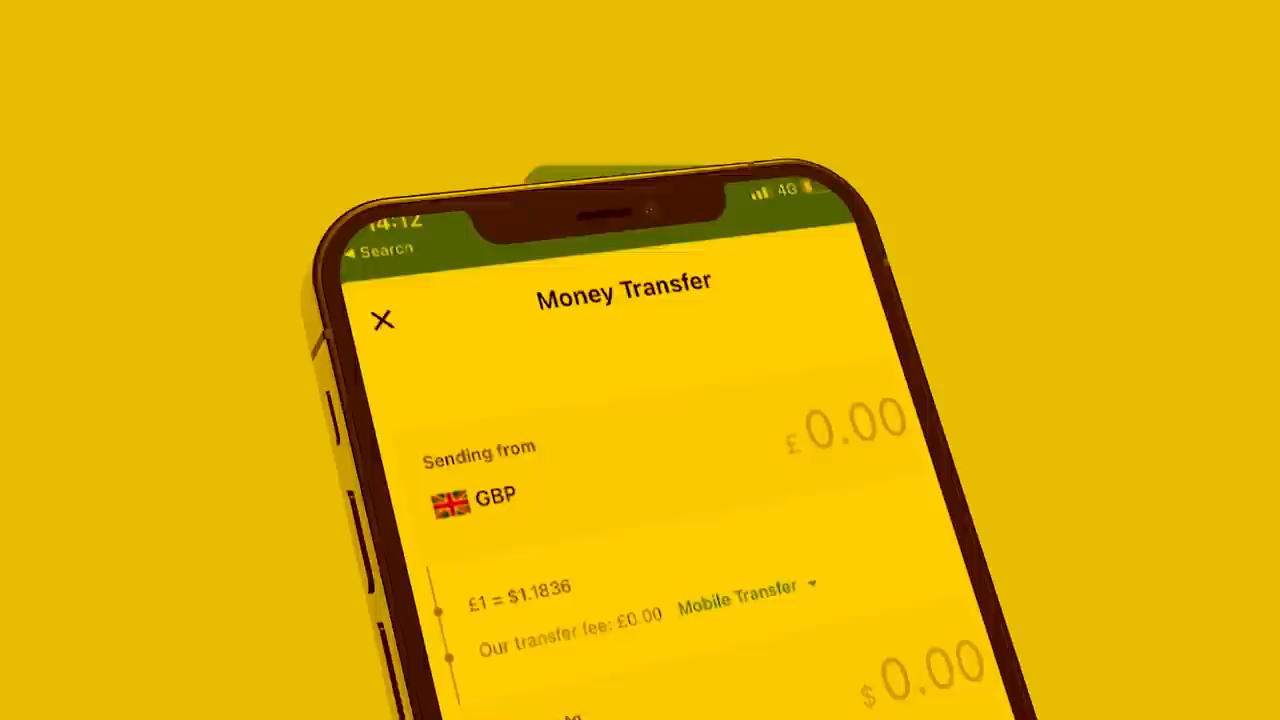 14:12
4G
Search
Money Transfer
Sending from
£ 0.00
GBP
£1 = $1.1836
Our transfer fee: £0.00 Mobile Transfer
$ 0.00